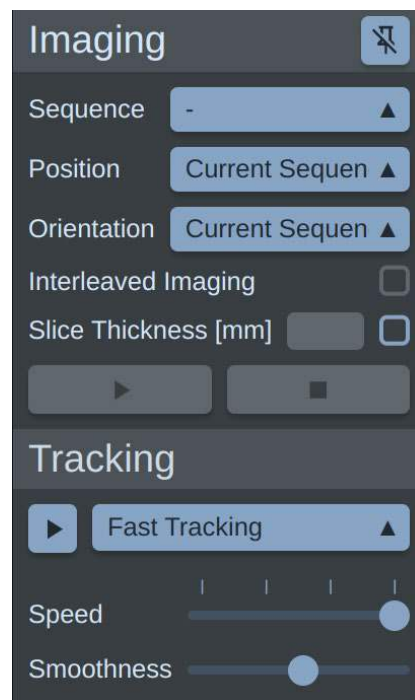 Imaging
Sequence -
Position Current Sequen
Orientation Current Sequen
Interleaved Imaging
Slice Thickness [mm]
Tracking
Fast Tracking
Speed
Smoothness